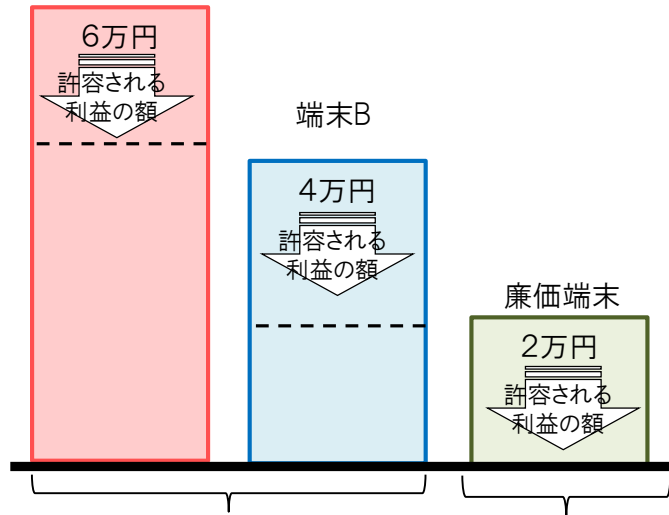 6万円
許容される
利益の額
端末B
4万円
許容される
利益の額
廉価端末
2万円
許容される
利益の額